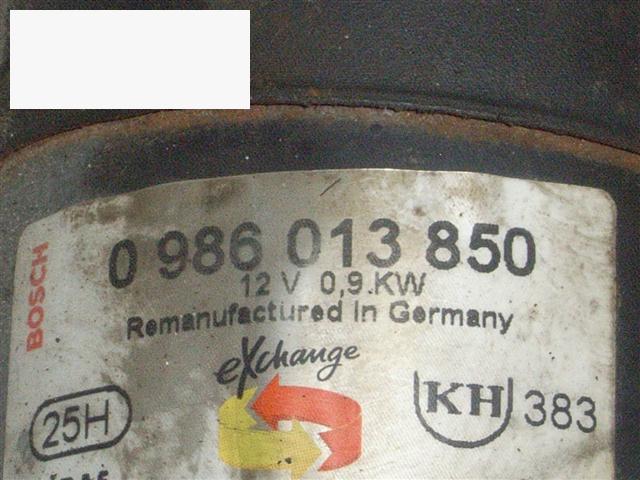 BOSCH
0 986 013 850
12 V 0,9.KW
Remanufactured in Germany
eXchange
25H
KH 383